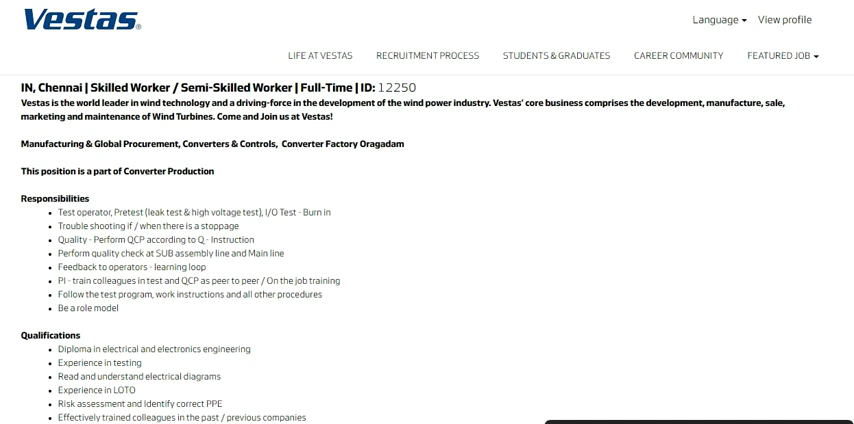 Vestas®
Language View profile
LIFE AT VESTAS RECRUITMENT PROCESS STUDENTS & GRADUATES CAREER COMMUNITY FEATURED JOB
IN, Chennai | Skilled Worker / Semi-Skilled Worker | Full-Time | ID: 12250
Vestas is the world leader in wind technology and a driving-force in the development of the wind power industry. Vestas' core business comprises the development, manufacture, sale,
marketing and maintenance of Wind Turbines. Come and Join us at Vestas!
Manufacturing & Global Procurement, Converters & Controls, Converter Factory Oragadam
This position is a part of Converter Production
Responsibilities
• Test operator, Pretest (leak test & high voltage test), I/O Test - Burn in
• Trouble shooting if / when there is a stoppage
• Quality - Perform QCP according to Q - Instruction
• Perform quality check at SUB assembly line and Main line
• Feedback to operators - learning loop
• PI - train colleagues in test and QCP as peer to peer / On the job training
• Follow the test program, work instructions and all other procedures
• Be a role model
Qualifications
• Diploma in electrical and electronics engineering
• Experience in testing
• Read and understand electrical diagrams
• Experience in LOTO
• Risk assessment and Identify correct PPE
• Effectively trained colleagues in the past / previous companies